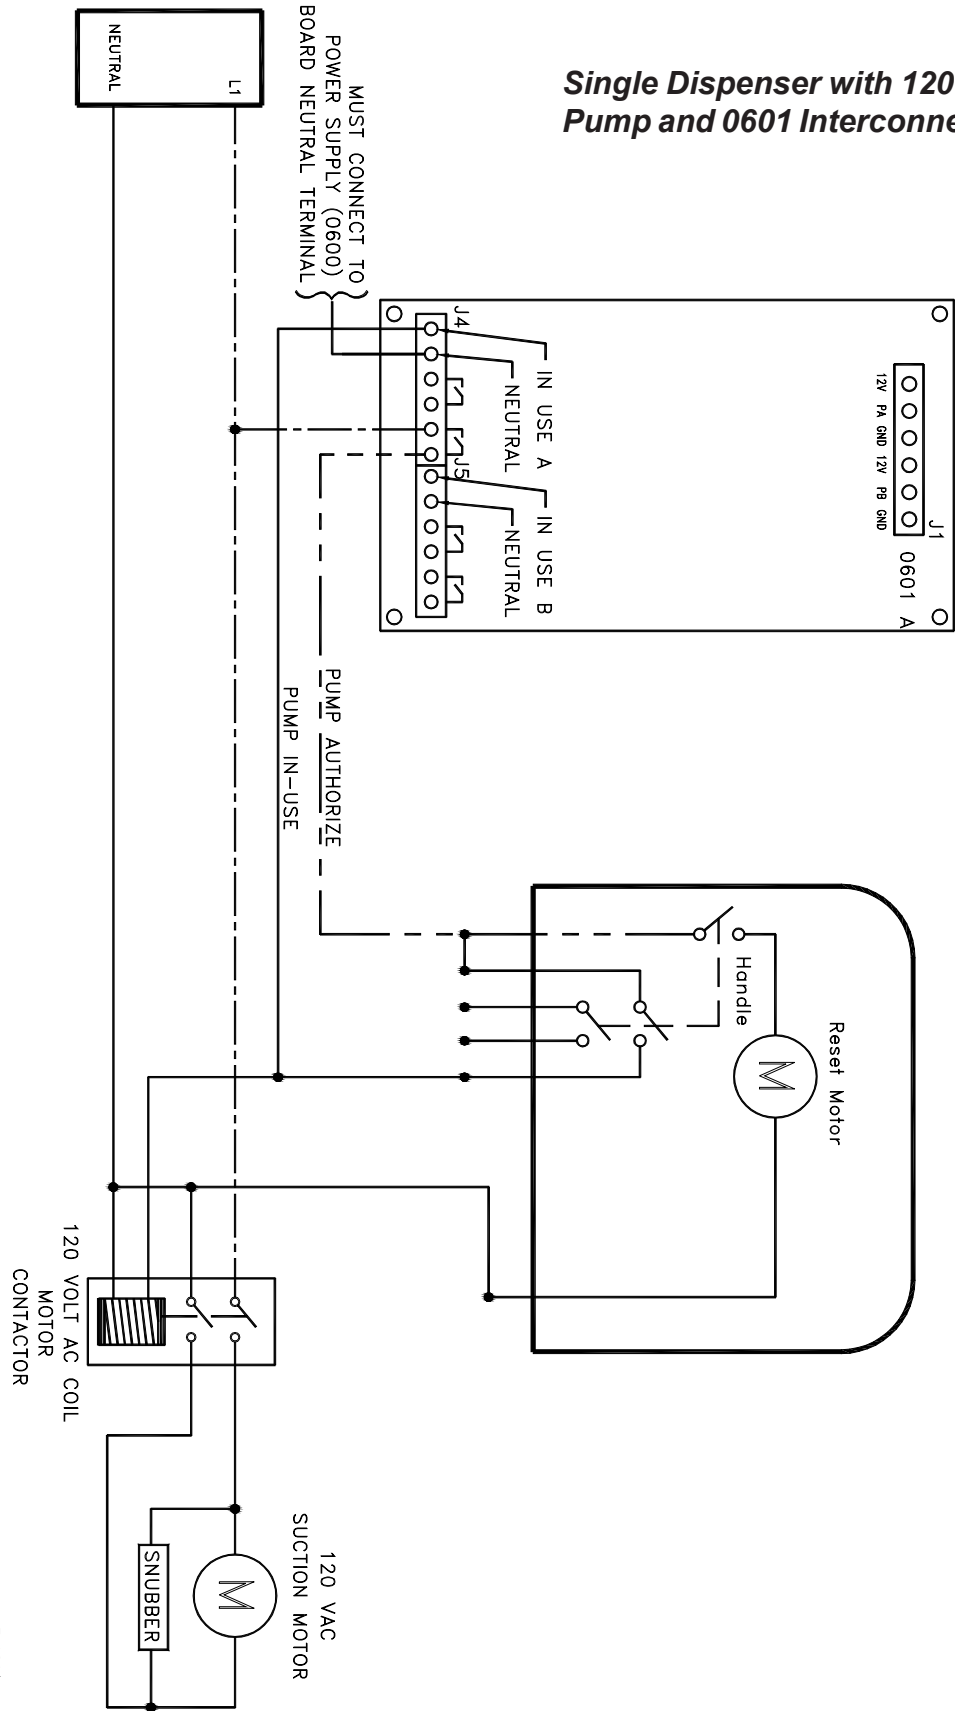 Single Dispenser with 120
Pump and 0601 Interconne
NEUTRAL
L1
MUST CONNECT TO
POWER SUPPLY (0600)
BOARD NEUTRAL TERMINAL
J4
IN USE A
NEUTRAL
J5
IN USE B
NEUTRAL
12V PA GND 12V PB GND
J1
0601 A
PUMP AUTHORIZE
PUMP IN-USE
Handle
Reset Motor
M
120 VOLT AC COIL
MOTOR
CONTACTOR
120 VAC
SUCTION MOTOR
M
SNUBBER